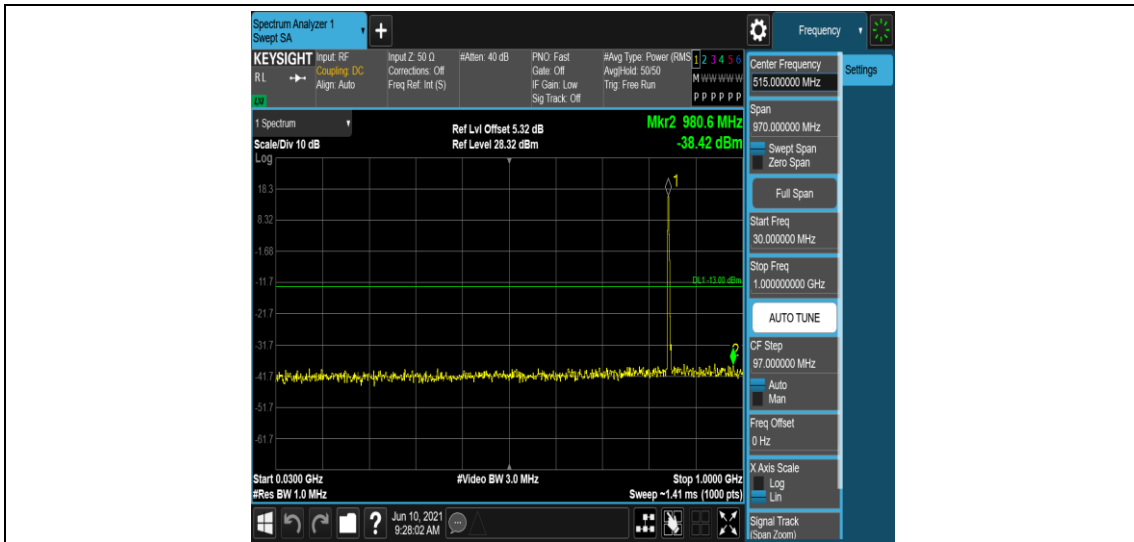 Spectrum Analyzer 1
Swept SA
+
Frequency
KEYSIGHT
RL
LXI
Input: RF
Coupling: DC
Align: Auto
Input Z: 50 Ω
Corrections: Off
Freq Ref: Int (S)
#Atten: 40 dB
PNO: Fast
Gate: Off
IF Gain: Low
Sig Track: Off
#Avg Type: Power (RMS
Avg|Hold: 50/50
Trig: Free Run
1 2 3 4 5 6
M W W W W W
P P P P P P
1 Spectrum
Scale/Div 10 dB
Log
Ref Lvl Offset 5.32 dB
Ref Level 28.32 dBm
Mkr2 980.6 MHz
-38.42 dBm
1
18.3
8.32
-1.68
-11.7
DL1 -13.00 dBm
-21.7
-31.7
2
-41.7
-51.7
-61.7
Start 0.0300 GHz
#Res BW 1.0 MHz
#Video BW 3.0 MHz
Stop 1.0000 GHz
Sweep ~1.41 ms (1000 pts)
?
Jun 10, 2021
9:28:02 AM
Center Frequency
515.000000 MHz
Span
970.000000 MHz
Swept Span
Zero Span
Full Span
Start Freq
30.000000 MHz
Stop Freq
1.000000000 GHz
AUTO TUNE
CF Step
97.000000 MHz
Auto
Man
Freq Offset
0 Hz
X Axis Scale
Log
Lin
Signal Track
(Span Zoom)
Settings